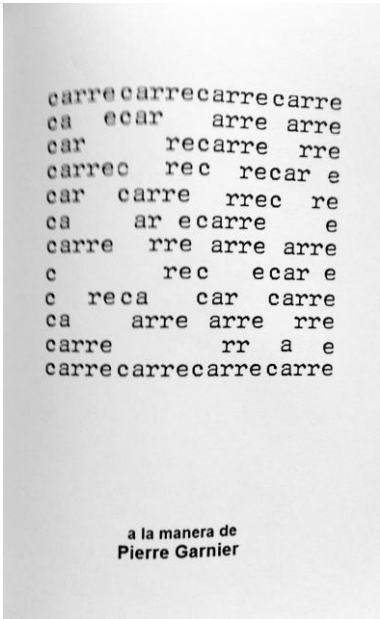 carrecarrecarrecarre
ca  ecar   arre arre
car     recarre  rre
carrec  rec  recar e
car  carre  rrec  re
ca    ar ecarre    e
carre  rre arre arre
c       rec   ecar e
c  reca   car  carre
ca    arre arre  rre
carre       rr  a  e
carrecarrecarrecarre
a la manera de
Pierre Garnier